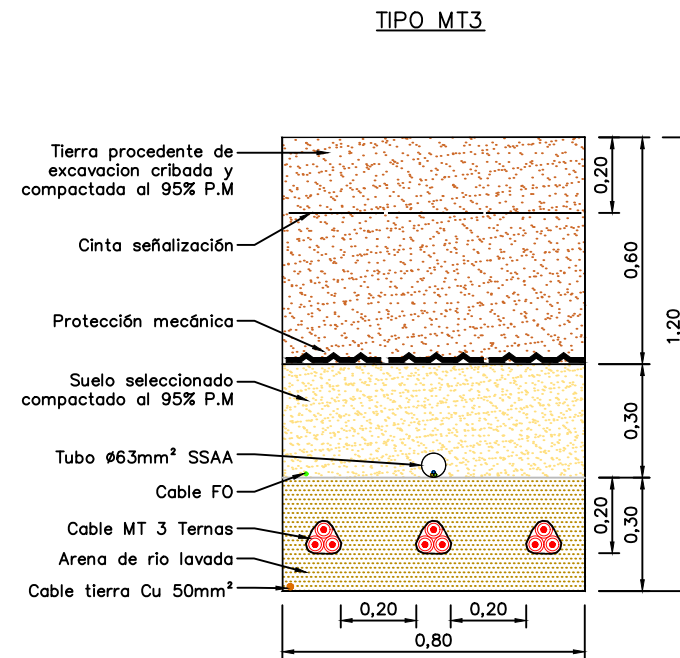 TIPO MT3
Tierra procedente de
excavacion cribada y
compactada al 95% P.M
Cinta señalización
Protección mecánica
Suelo seleccionado
compactado al 95% P.M
Tubo Ø63mm² SSAA
Cable FO
Cable MT 3 Ternas
Arena de rio lavada
Cable tierra Cu 50mm²
0,20
0,60
1,20
0,30
0,20
0,30
0,20
0,20
0,80